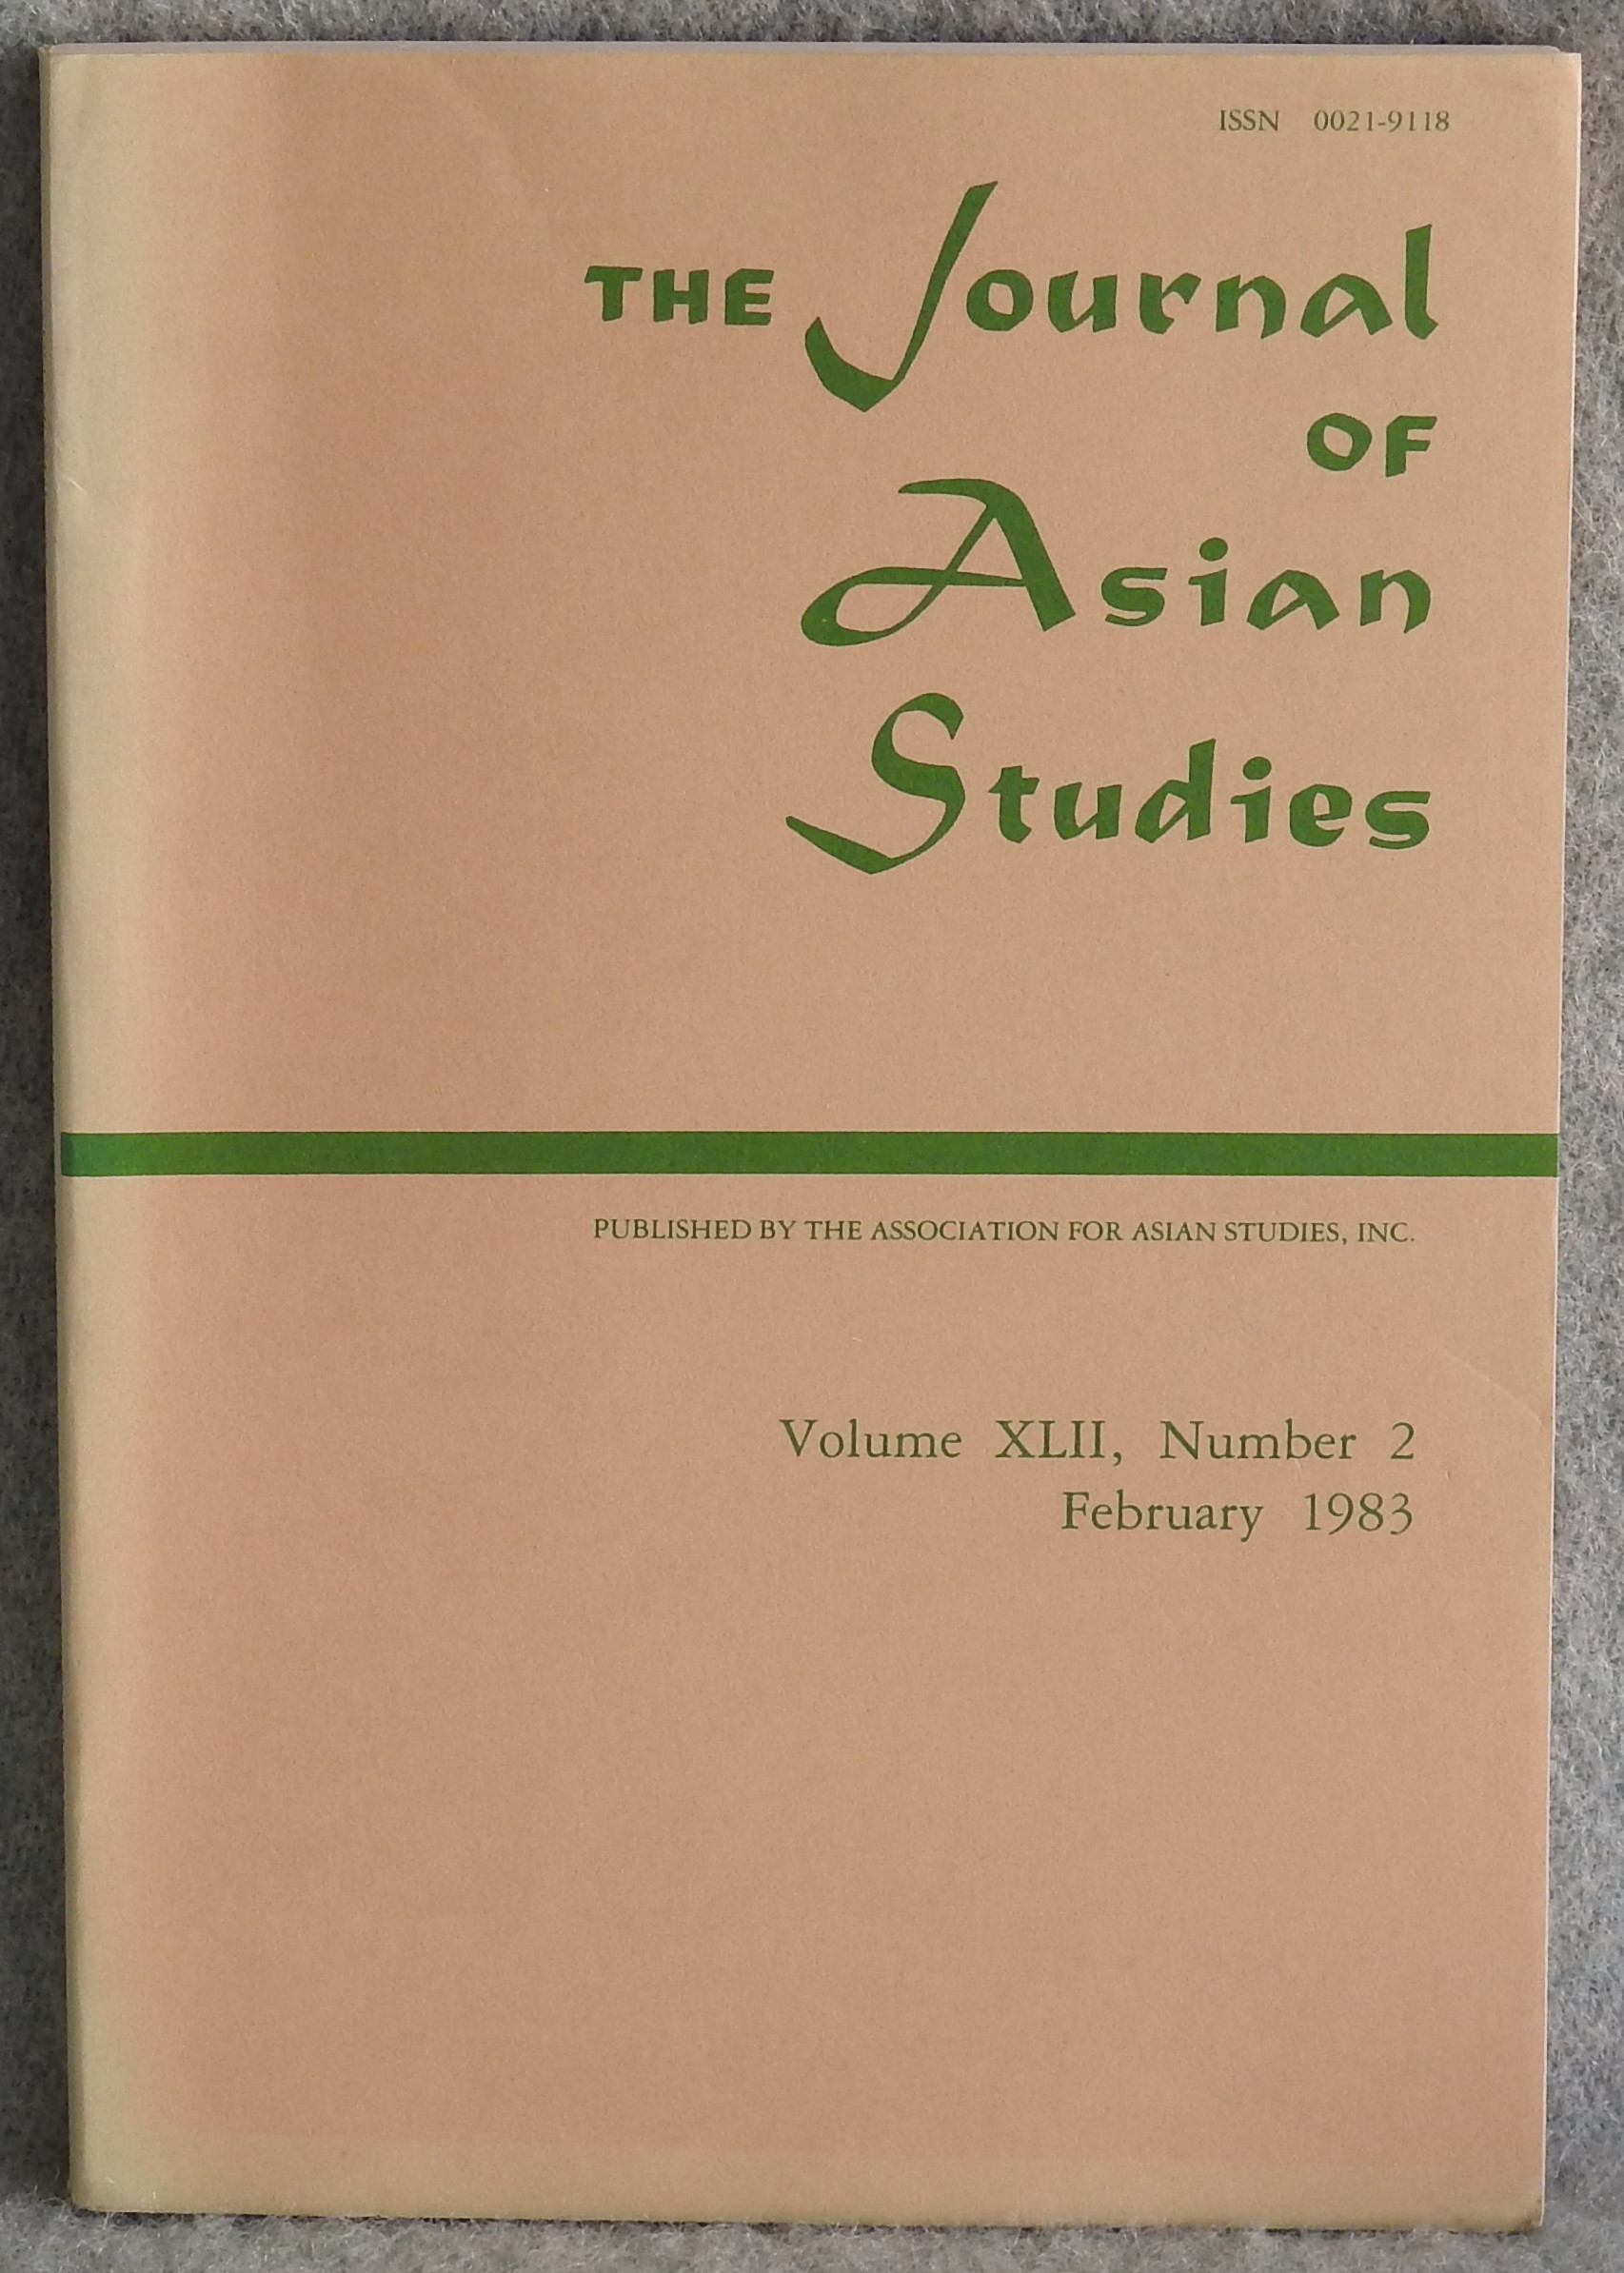 ISSN 0021-9118
THE Journal
OF
Asian
Studies
PUBLISHED BY THE ASSOCIATION FOR ASIAN STUDIES, INC.
Volume XLII, Number 2
February 1983